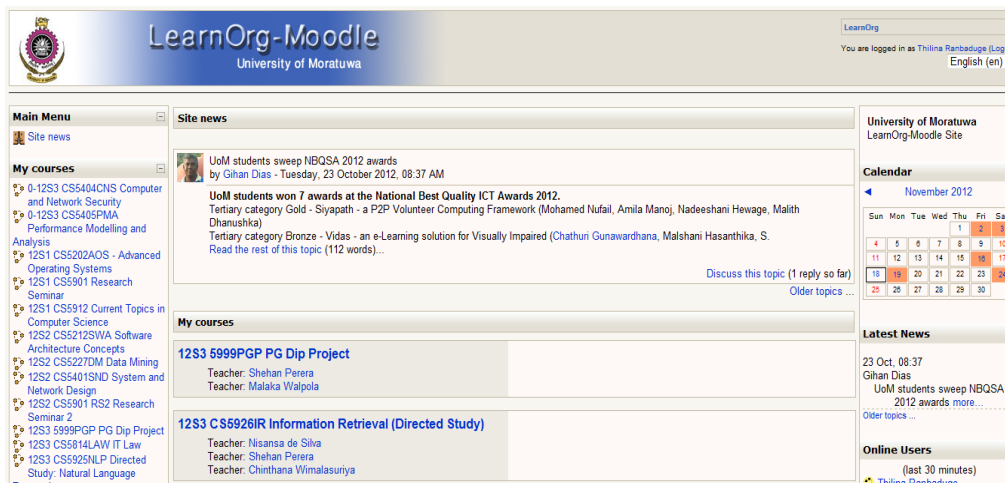 LearnOrg-Moodle
University of Moratuwa
LearnOrg
You are logged in as Thilina Ranbaduge (Log
English (en)
Main Menu
Site news
My courses
0-12S3 CS5404CNS Computer
and Network Security
0-12S3 CS5405PMA
Performance Modelling and
Analysis
12S1 CS5202AOS - Advanced
Operating Systems
12S1 CS5901 Research
Seminar
12S1 CS5912 Current Topics in
Computer Science
12S2 CS5212SWA Software
Architecture Concepts
12S2 CS5227DM Data Mining
12S2 CS5401SND System and
Network Design
12S2 CS5901 RS2 Research
Seminar 2
12S3 5999PGP PG Dip Project
12S3 CS5814LAW IT Law
12S3 CS5925NLP Directed
Study: Natural Language
Site news
UoM students sweep NBQSA 2012 awards
by Gihan Dias - Tuesday, 23 October 2012, 08:37 AM
UoM students won 7 awards at the National Best Quality ICT Awards 2012.
Tertiary category Gold - Siyapath - a P2P Volunteer Computing Framework (Mohamed Nufail, Amila Manoj, Nadeeshani Hewage, Malith
Dhanushka)
Tertiary category Bronze - Vidas - an e-Learning solution for Visually Impaired (Chathuri Gunawardhana, Malshani Hasanthika, S.
Read the rest of this topic (112 words)...
Discuss this topic (1 reply so far)
Older topics ...
My courses
12S3 5999PGP PG Dip Project
Teacher: Shehan Perera
Teacher: Malaka Walpola
12S3 CS5926IR Information Retrieval (Directed Study)
Teacher: Nisansa de Silva
Teacher: Shehan Perera
Teacher: Chinthana Wimalasuriya
University of Moratuwa
LearnOrg-Moodle Site
Calendar
November 2012
Sun Mon Tue Wed Thu Fri Sa
1 2 3
4 5 6 7 8 9 10
11 12 13 14 15 16 17
18 19 20 21 22 23 24
25 26 27 28 29 30
Latest News
23 Oct, 08:37
Gihan Dias
UoM students sweep NBQSA
2012 awards more...
Older topics ...
Online Users
(last 30 minutes)
Thilina Ranbaduge